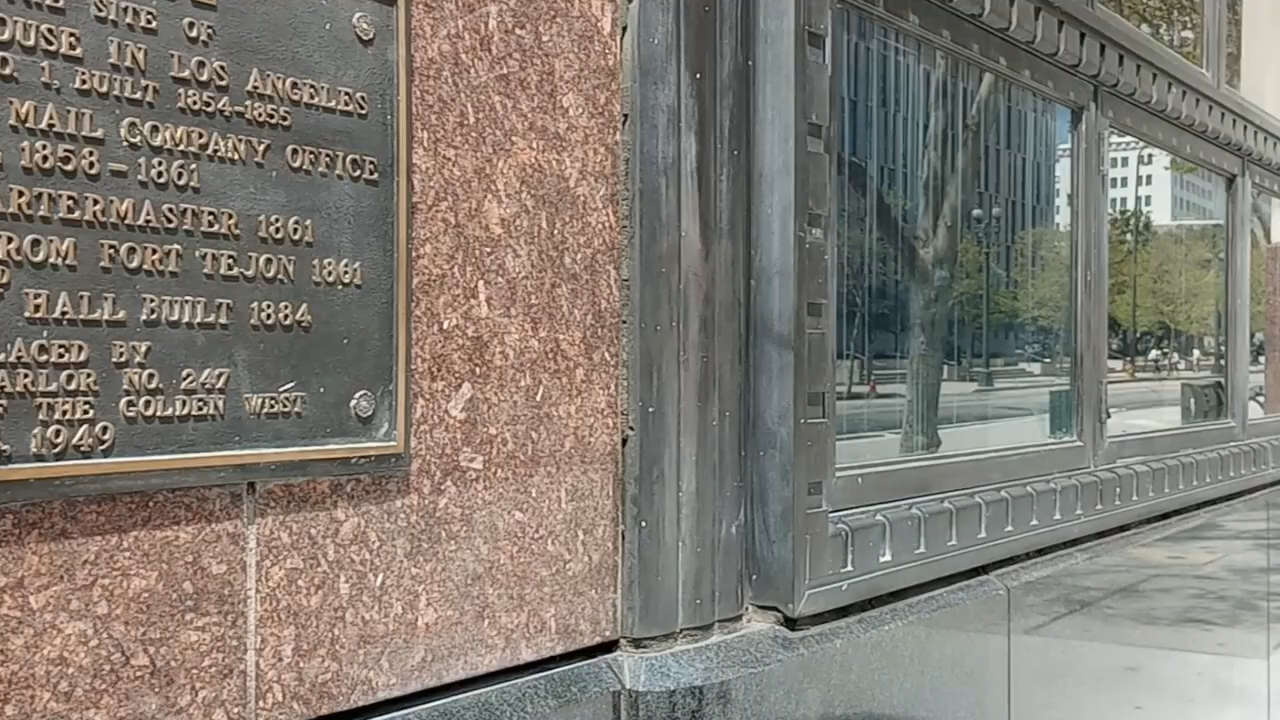 SITE OF
OUSE IN LOS ANGELES
O. 1, BUILT 1854-1855
MAIL COMPANY OFFICE
1858-1861
ARTERMASTER 1861
ROM FORT TEJON 1861
HALL BUILT 1884
LACED BY
ARLOR NO. 247
THE GOLDEN WEST
1949